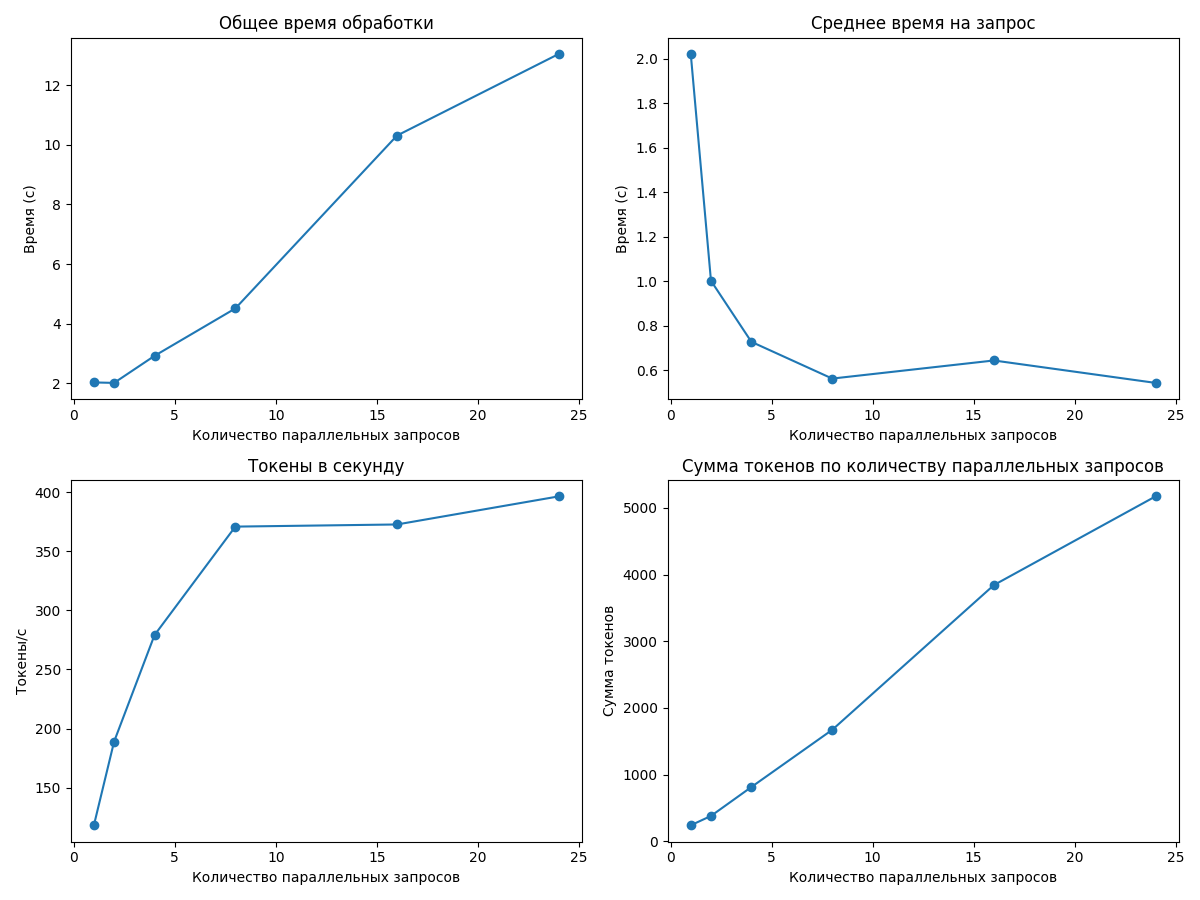 Общее время обработки
Время (с)
12
10
8
6
4
2
0 5 10 15 20 25
Количество параллельных запросов
Среднее время на запрос
Время (с)
2.0
1.8
1.6
1.4
1.2
1.0
0.8
0.6
0 5 10 15 20 25
Количество параллельных запросов
Токены в секунду
Токены/с
400
350
300
250
200
150
0 5 10 15 20 25
Количество параллельных запросов
Сумма токенов по количеству параллельных запросов
Сумма токенов
5000
4000
3000
2000
1000
0
0 5 10 15 20 25
Количество параллельных запросов